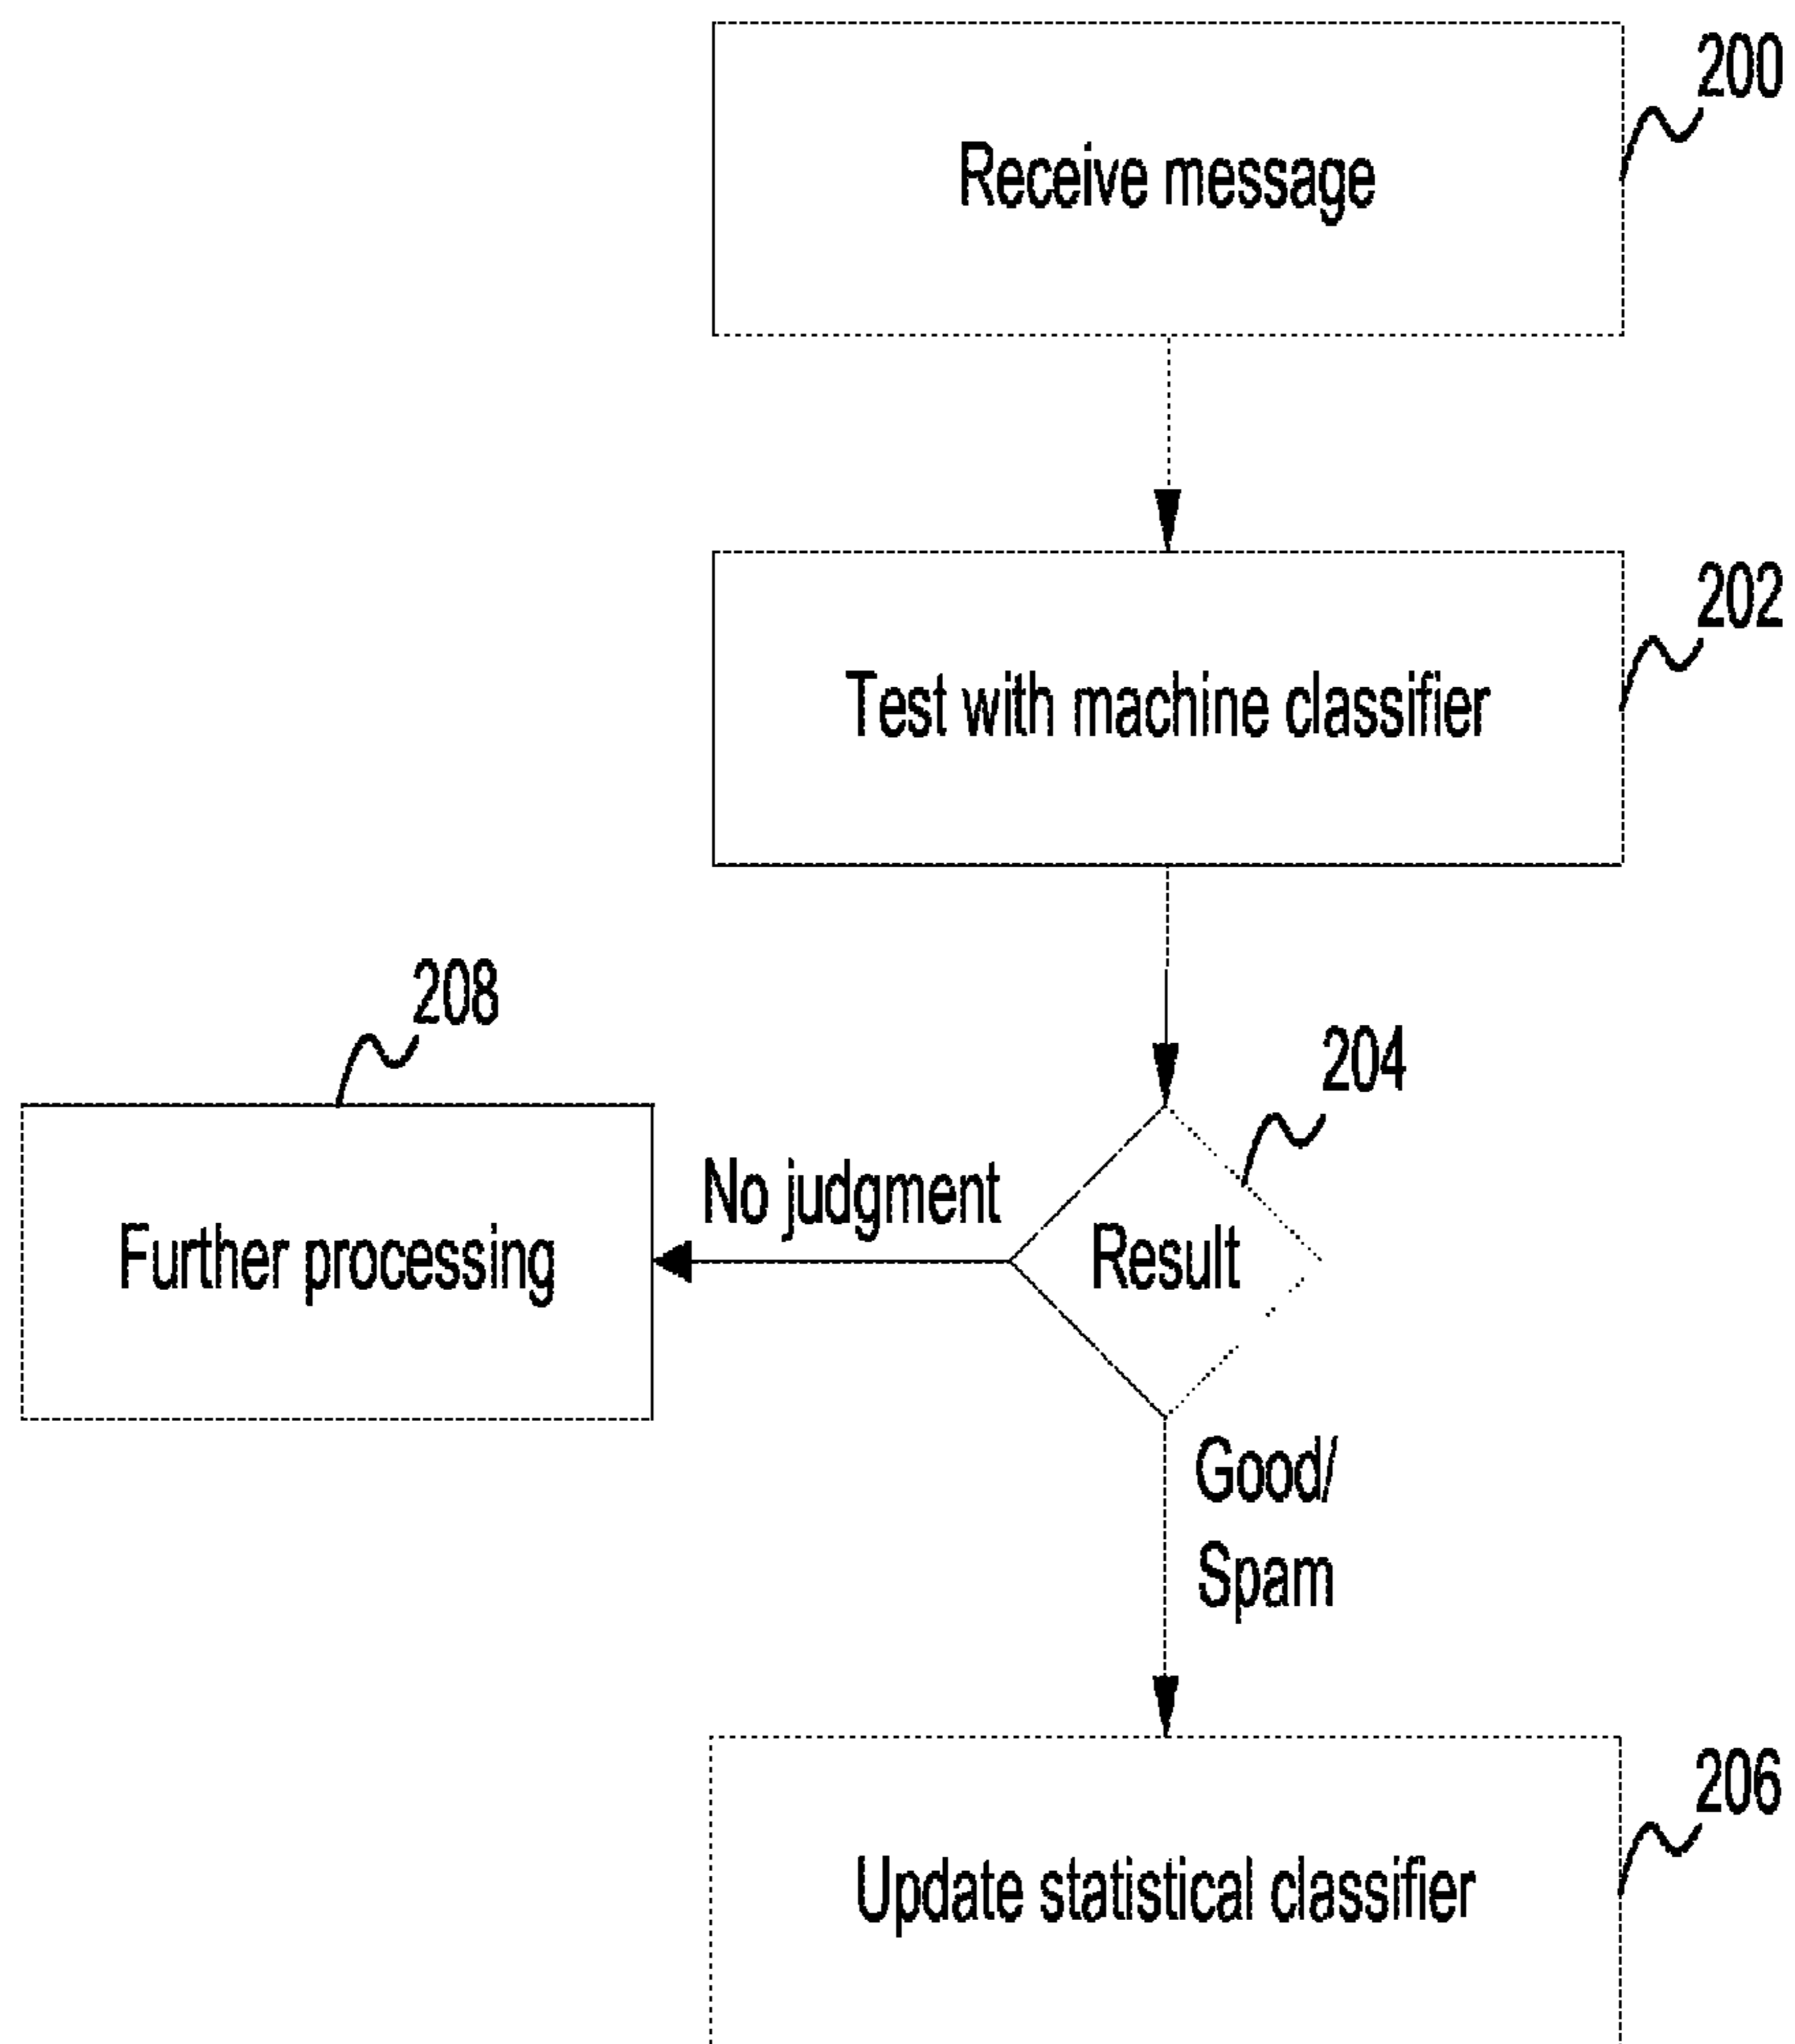 200
Receive message
202
Test with machine classifier
208
204
No judgment
Further processing
Result
Good/
Spam
206
Update statistical classifier